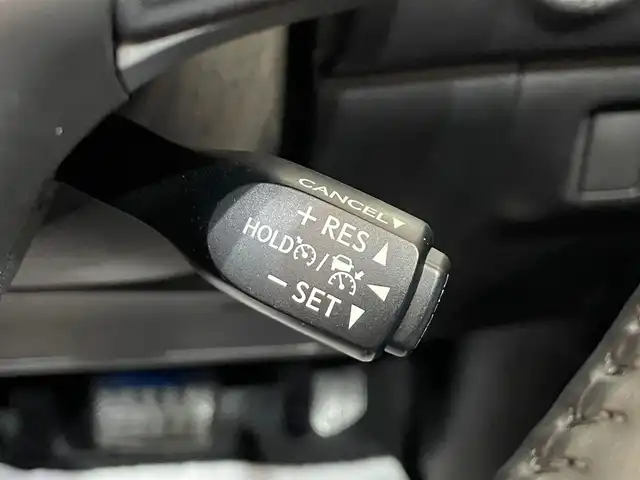 CANCEL▼
+ RES ▲
HOLD / ◀
− SET ▼